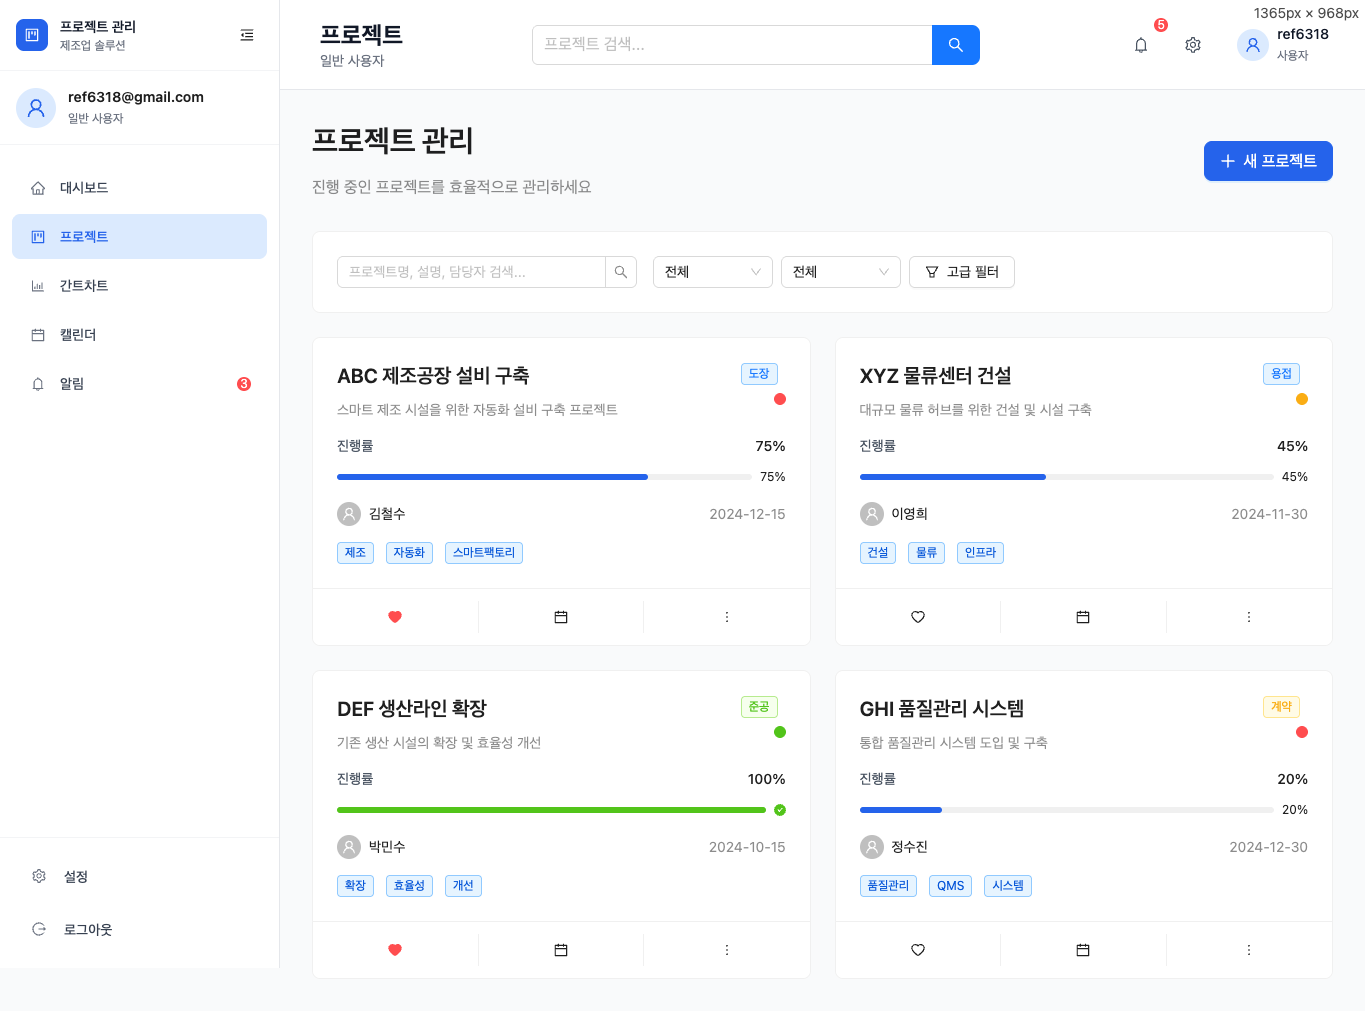 프로젝트 관리
제조업 솔루션
ref6318@gmail.com
일반 사용자
대시보드
프로젝트
간트차트
캘린더
알림
3
설정
로그아웃
프로젝트
일반 사용자
프로젝트 검색...
5
1365px × 968px
ref6318
사용자
프로젝트 관리
진행 중인 프로젝트를 효율적으로 관리하세요
새 프로젝트
프로젝트명, 설명, 담당자 검색...
전체
전체
고급 필터
ABC 제조공장 설비 구축
도장
스마트 제조 시설을 위한 자동화 설비 구축 프로젝트
진행률
75%
75%
김철수
2024-12-15
제조
자동화
스마트팩토리
XYZ 물류센터 건설
용접
대규모 물류 허브를 위한 건설 및 시설 구축
진행률
45%
45%
이영희
2024-11-30
건설
물류
인프라
DEF 생산라인 확장
준공
기존 생산 시설의 확장 및 효율성 개선
진행률
100%
박민수
2024-10-15
확장
효율성
개선
GHI 품질관리 시스템
계약
통합 품질관리 시스템 도입 및 구축
진행률
20%
20%
정수진
2024-12-30
품질관리
QMS
시스템